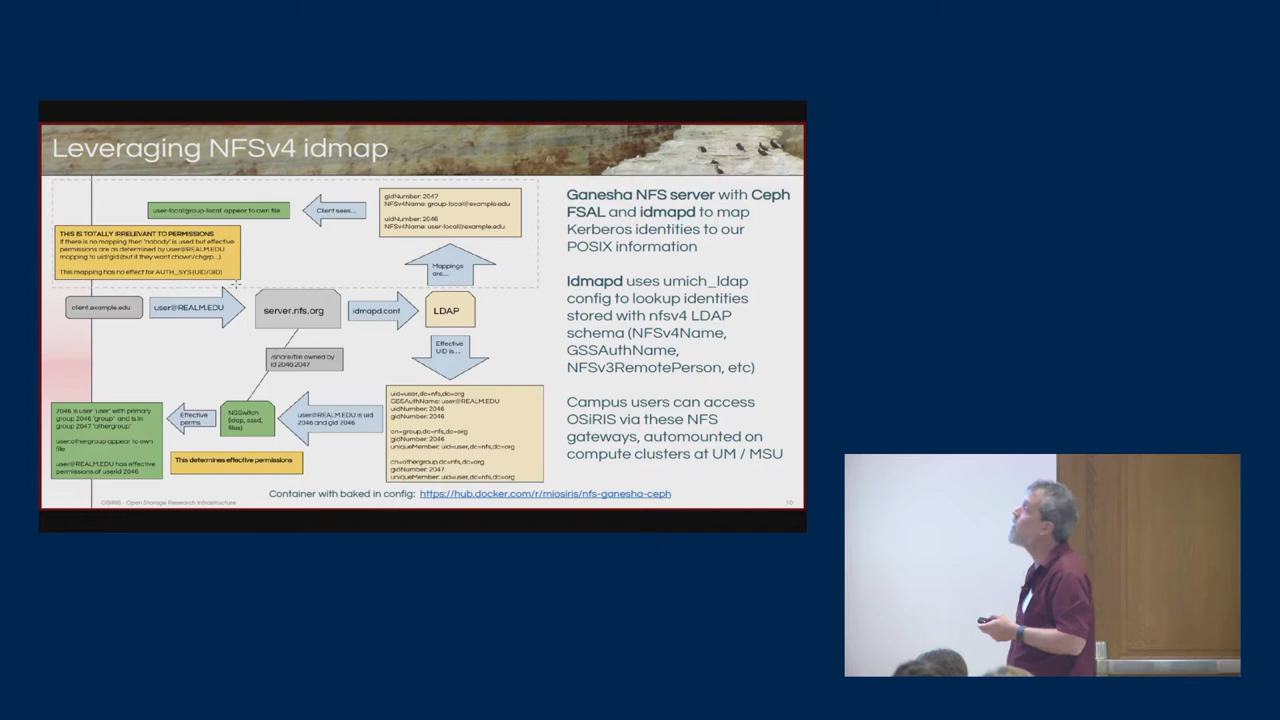 Leveraging NFSv4 idmap
user-local:group-local appear to own file
Client sees...
gidNumber: 2047
NFSv4Name: group-local@example.edu
uidNumber: 2046
NFSv4Name: user-local@example.edu
THIS IS TOTALLY IRRELEVANT TO PERMISSIONS
If there is no mapping then 'nobody' is used but effective
permissions are as determined by user@REALM.EDU
mapping to uid/gid (but if they want chown/chgrp...)
This mapping has no effect for AUTH_SYS (UID/GID)
Mappings
are...
client.example.edu
user@REALM.EDU
server.nfs.org
idmapd.conf
LDAP
/share/file owned by
id 2046:2047
Effective
UID is....
2046 is user 'user' with primary
group 2046 'group' and is in
group 2047 'othergroup'
user:othergroup appear to own
file
user@REALM.EDU has effective
permissions of userid 2046
Effective
perms
NSSwitch
(ldap, sssd,
files)
user@REALM.EDU is uid
2046 and gid 2046
uid=user,dc=nfs,dc=org
GSSAuthName: user@REALM.EDU
uidNumber: 2046
gidNumber: 2046
cn=group,dc=nfs,dc=org
gidNumber: 2046
uniqueMember: uid=user,dc=nfs,dc=org
cn=othergroup,dc=nfs,dc=org
gidNumber: 2047
uniqueMember: uid=user,dc=nfs,dc=org
This determines effective permissions
Ganesha NFS server with Ceph
FSAL and idmapd to map
Kerberos identities to our
POSIX information
Idmapd uses umich_ldap
config to lookup identities
stored with nfsv4 LDAP
schema (NFSv4Name,
GSSAuthName,
NFSv3RemotePerson, etc)
Campus users can access
OSiRIS via these NFS
gateways, automounted on
compute clusters at UM / MSU
Container with baked in config: https://hub.docker.com/r/miosiris/nfs-ganesha-ceph
OSiRIS - Open Storage Research Infrastructure